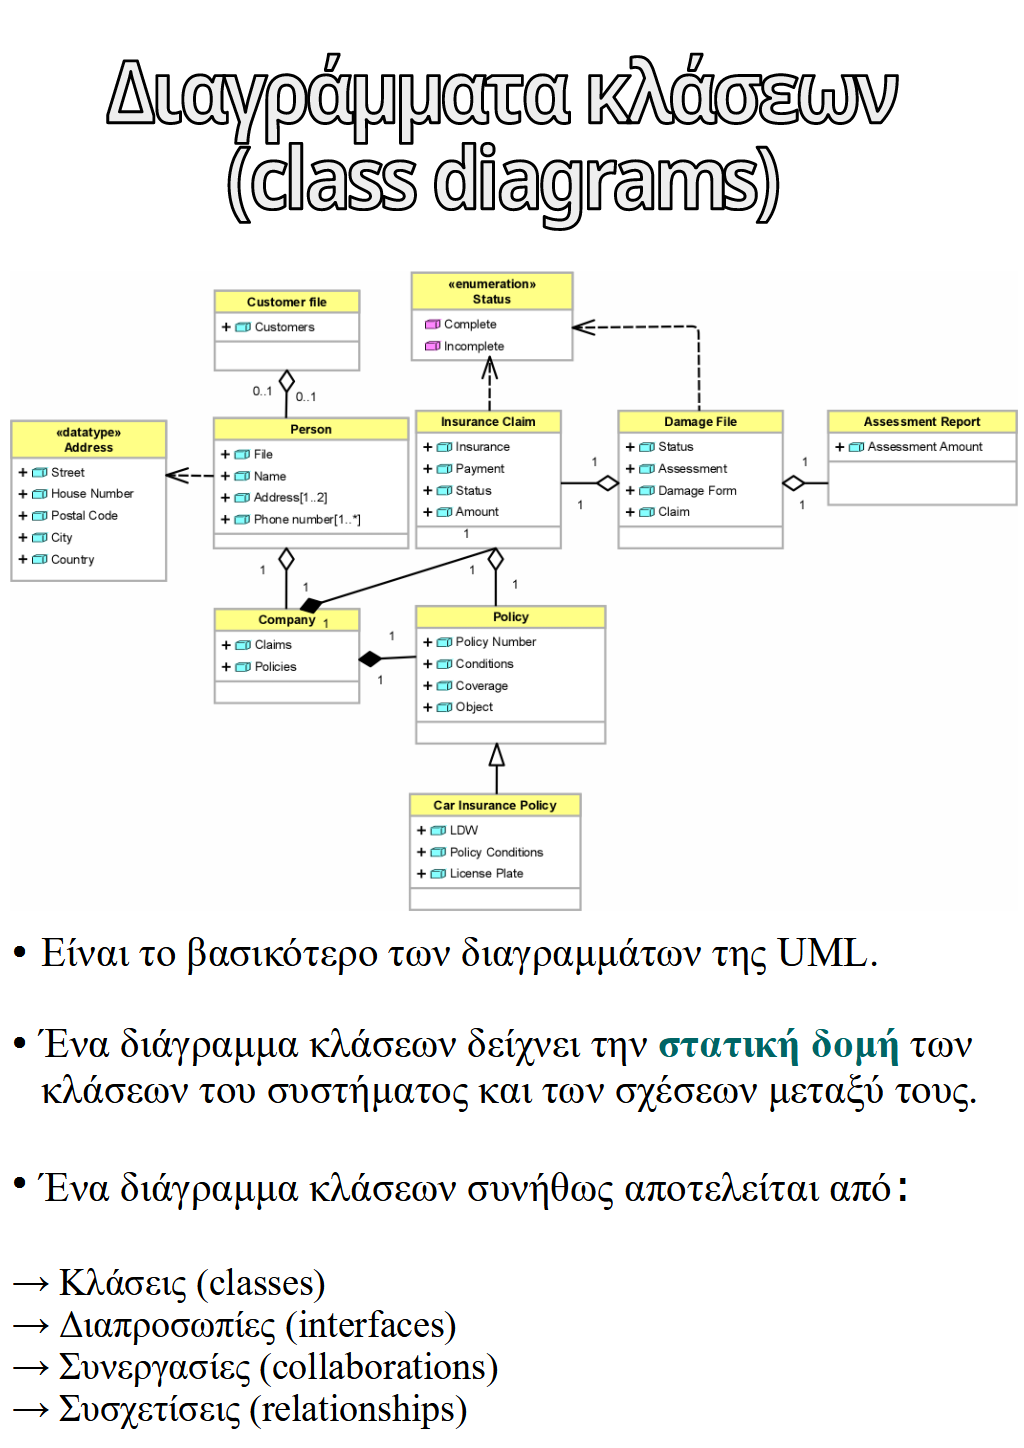 Διαγράμματα κλάσεων
(class diagrams)
Customer file
+ Customers
«enumeration»
Status
Complete
Incomplete
0..1
0..1
«datatype»
Address
+ Street
+ House Number
+ Postal Code
+ City
+ Country
Person
+ File
+ Name
+ Address[1..2]
+ Phone number[1..*]
Insurance Claim
+ Insurance
+ Payment
+ Status
+ Amount
1
1
1
Damage File
+ Status
+ Assessment
+ Damage Form
+ Claim
1
1
Assessment Report
+ Assessment Amount
1
1
1
1
1
Company
+ Claims
+ Policies
1
1
1
Policy
+ Policy Number
+ Conditions
+ Coverage
+ Object
Car Insurance Policy
+ LDW
+ Policy Conditions
+ License Plate
• Είναι το βασικότερο των διαγραμμάτων της UML.
• Ένα διάγραμμα κλάσεων δείχνει την στατική δομή των
κλάσεων του συστήματος και των σχέσεων μεταξύ τους.
• Ένα διάγραμμα κλάσεων συνήθως αποτελείται από:
→ Κλάσεις (classes)
→ Διαπροσωπίες (interfaces)
→ Συνεργασίες (collaborations)
→ Συσχετίσεις (relationships)